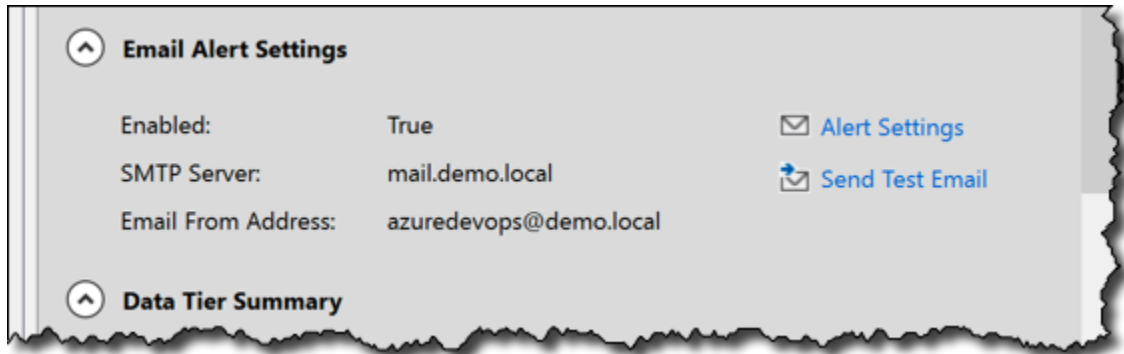 Email Alert Settings
Enabled: True Alert Settings
SMTP Server: mail.demo.local Send Test Email
Email From Address: azuredevops@demo.local
Data Tier Summary